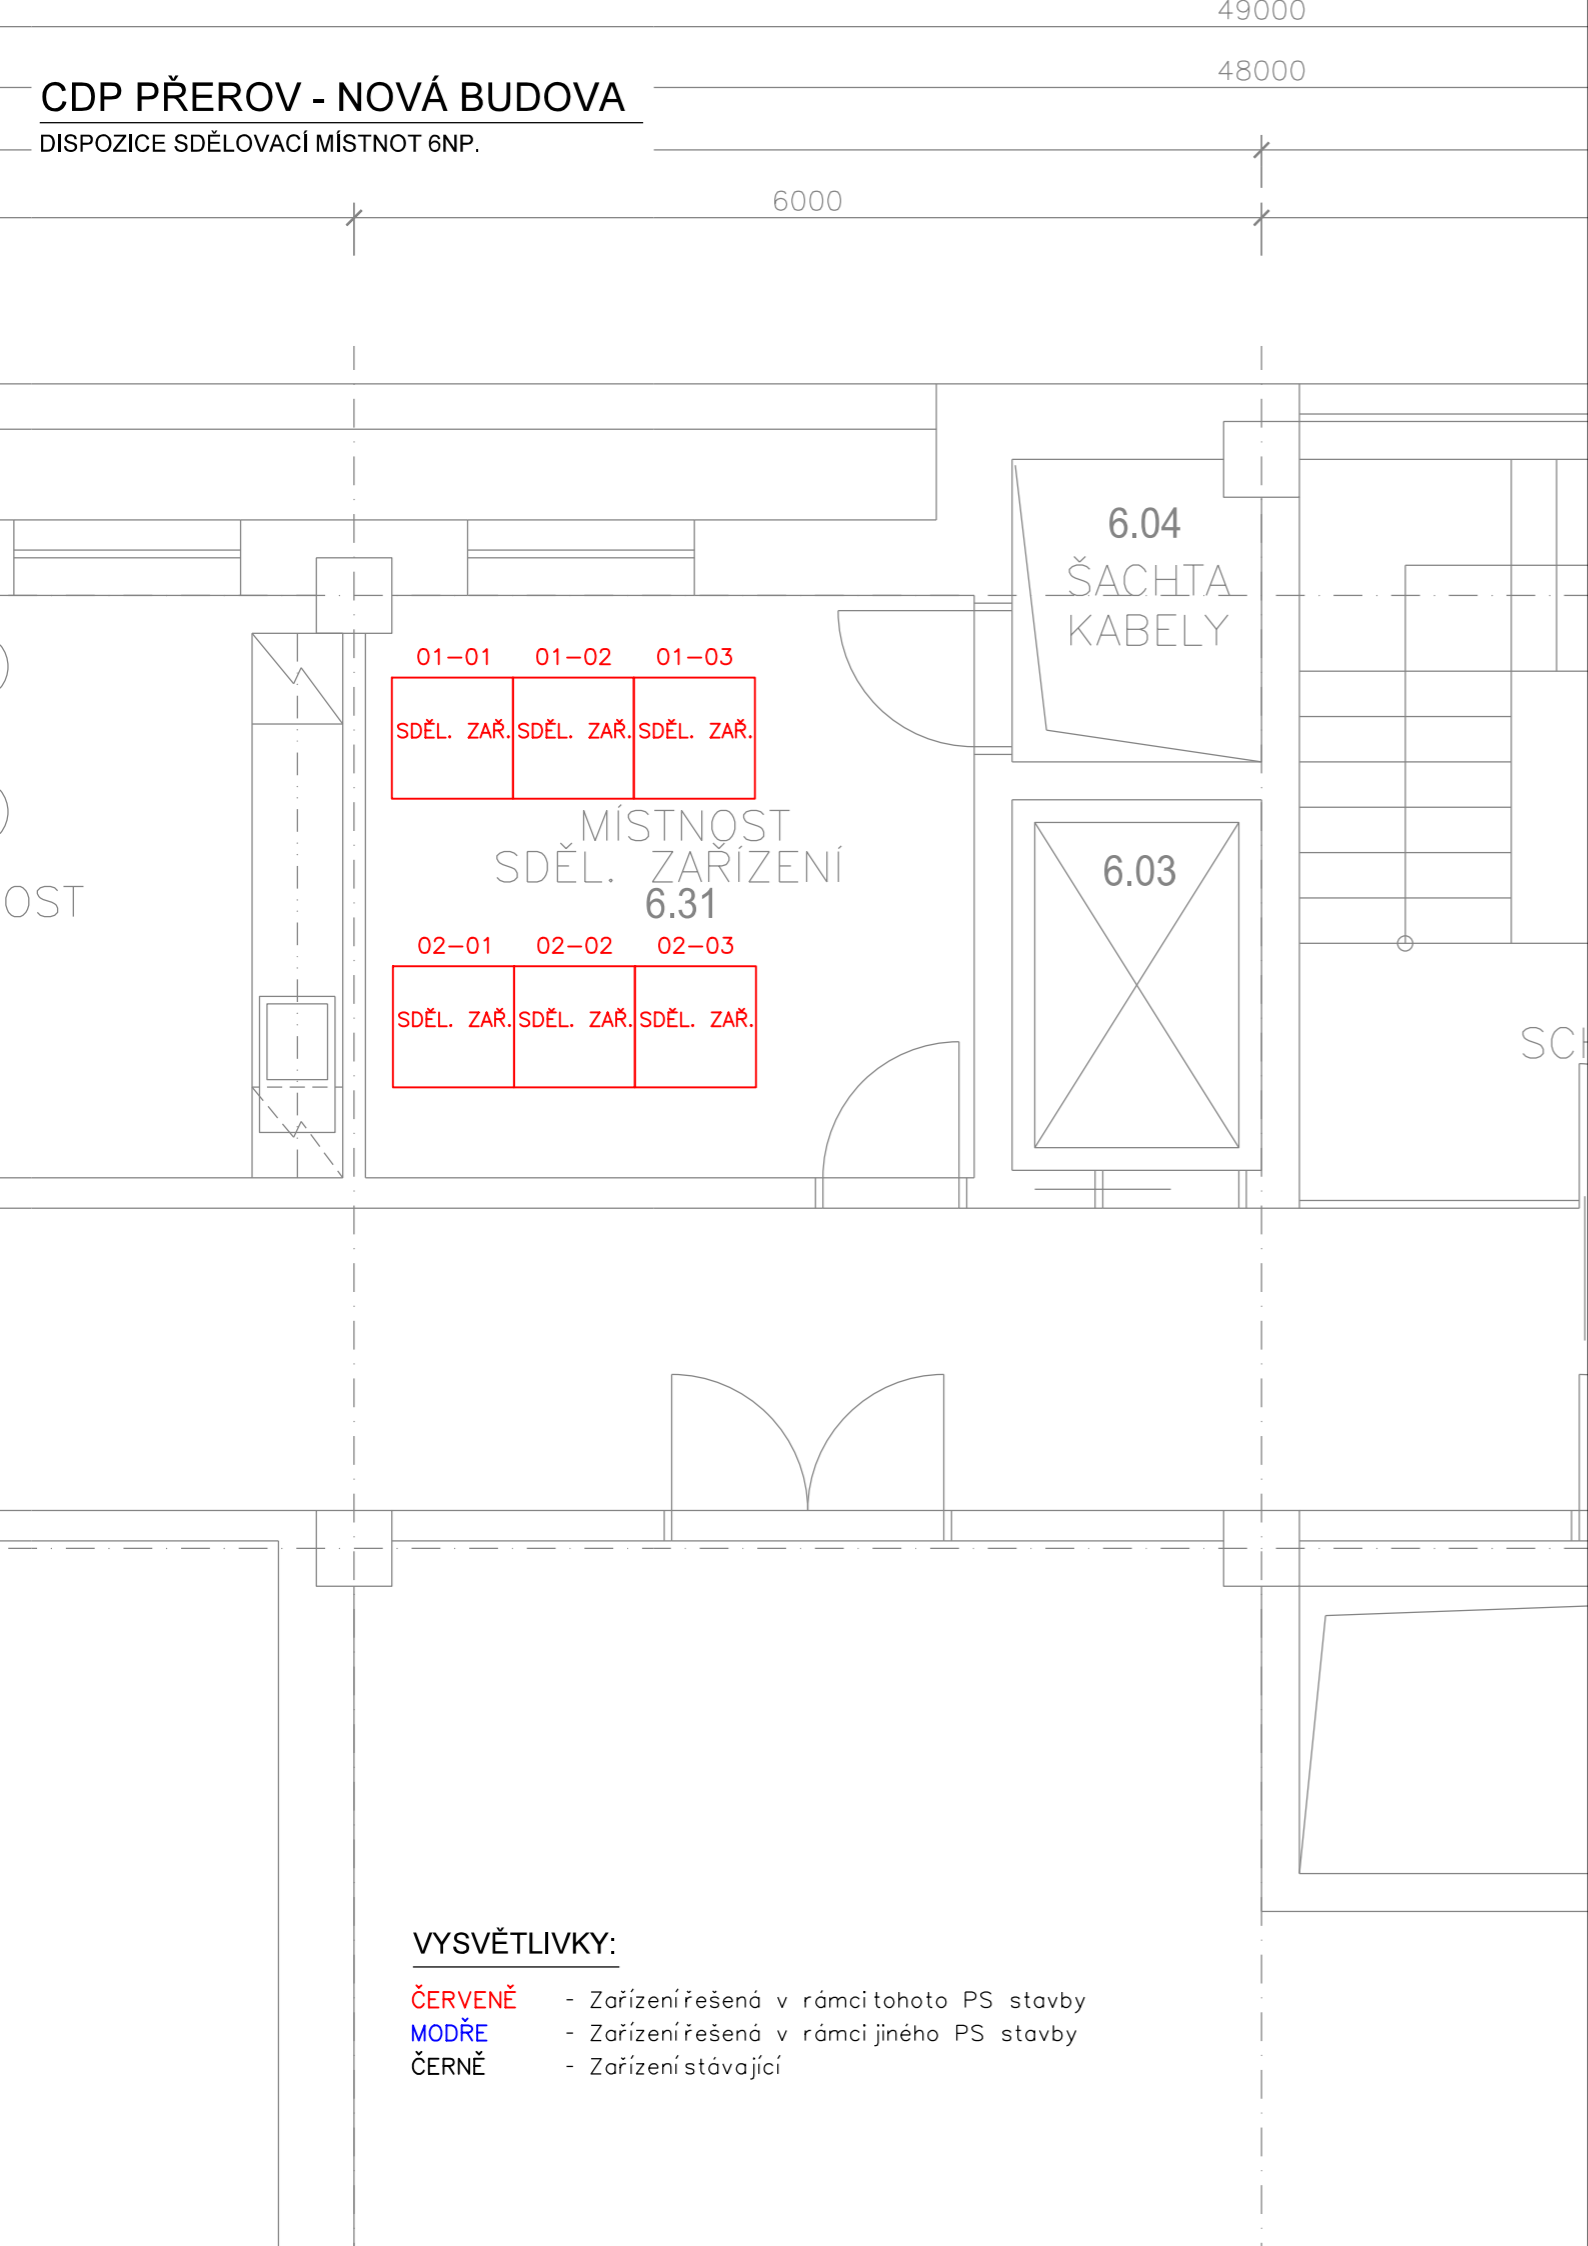 49000
48000
CDP PŘEROV - NOVÁ BUDOVA
DISPOZICE SDĚLOVACÍ MÍSTNOT 6NP.
6000
6.04
ŠACHTA
KABELY
01-01 01-02 01-03
SDĚL. ZAŘ. SDĚL. ZAŘ. SDĚL. ZAŘ.
MÍSTNOST
SDĚL. ZAŘÍZENÍ
6.31
6.03
OST
02-01 02-02 02-03
SDĚL. ZAŘ. SDĚL. ZAŘ. SDĚL. ZAŘ.
SCH
VYSVĚTLIVKY:
ČERVENĚ - Zařízení řešená v rámci tohoto PS stavby
MODŘE - Zařízení řešená v rámci jiného PS stavby
ČERNĚ - Zařízení stávající